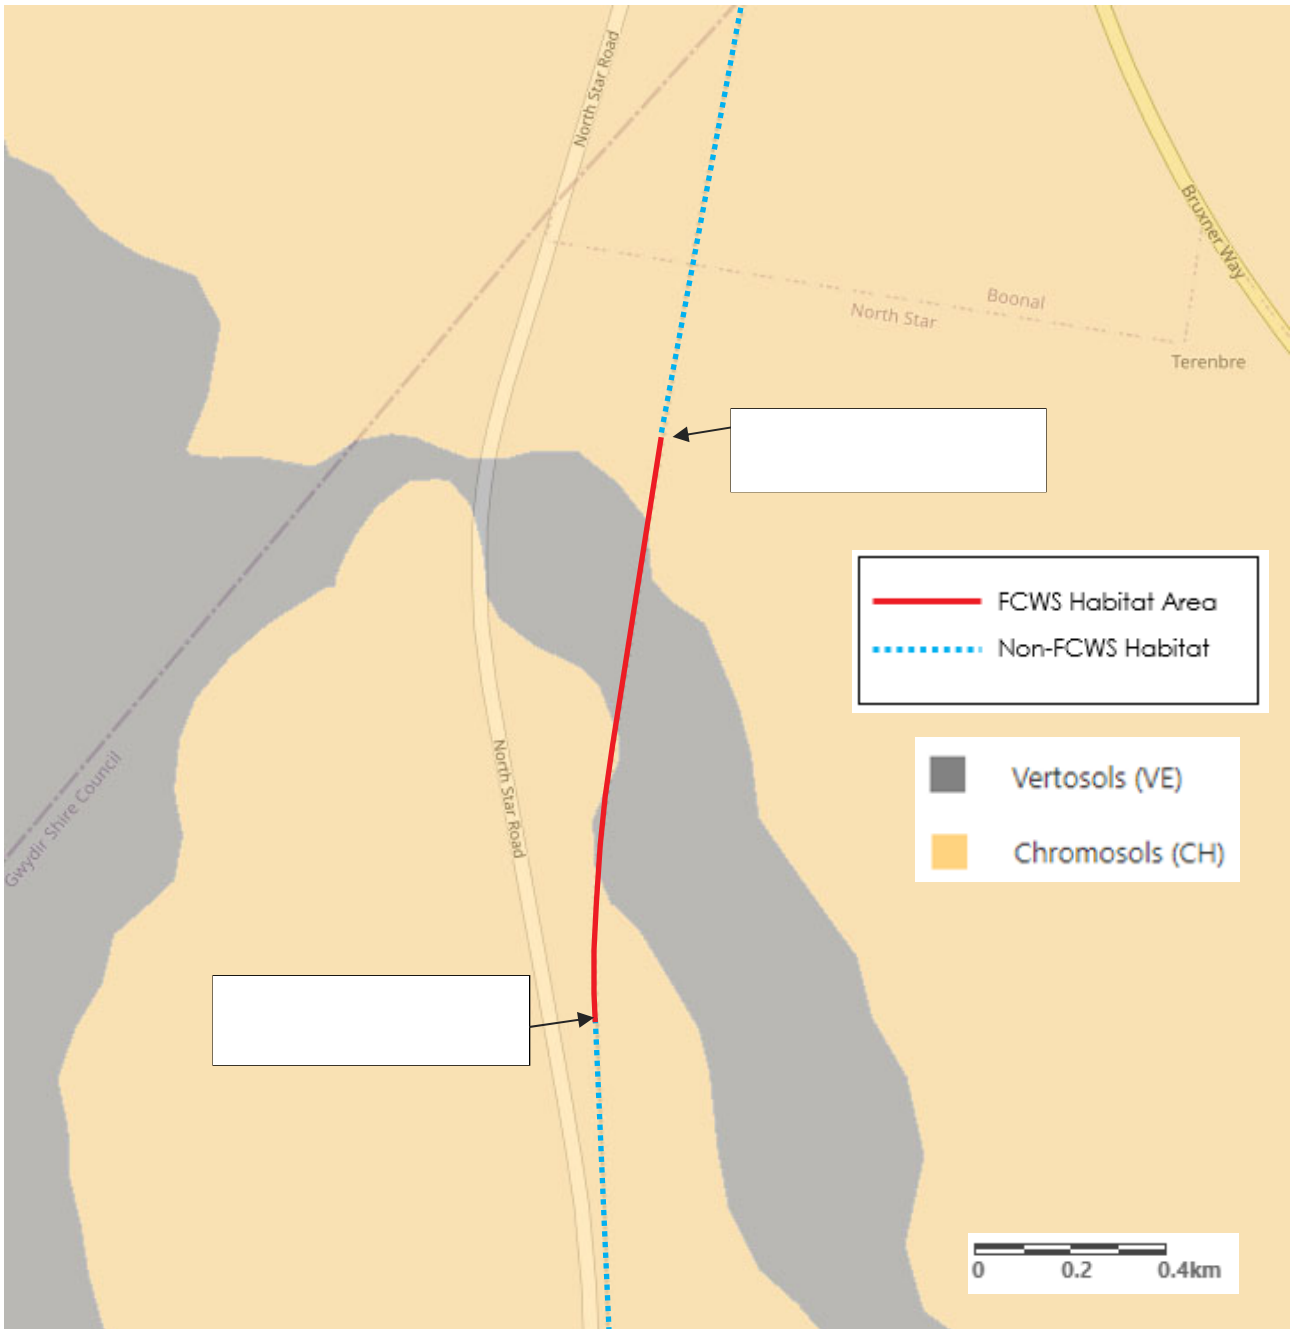 North Star Road
Bruxner Way
Boonal
North Star
Terenbre
FCWS Habitat Area
Non-FCWS Habitat
North Star Road
Gwydir Shire Council
Vertosols (VE)
Chromosols (CH)
0 0.2 0.4km